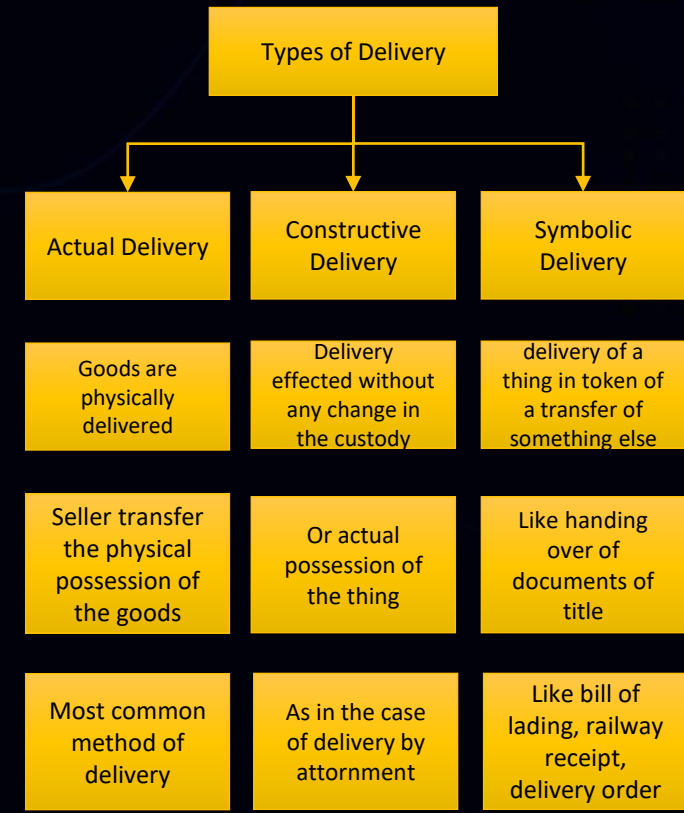 Types of Delivery
Actual Delivery
Constructive
Delivery
Symbolic
Delivery
Goods are
physically
delivered
Delivery
effected without
any change in
the custody
delivery of a
thing in token of
a transfer of
something else
Seller transfer
the physical
possession of
the goods
Or actual
possession of
the thing
Like handing
over of
documents of
title
Most common
method of
delivery
As in the case
of delivery by
attornment
Like bill of
lading, railway
receipt,
delivery order